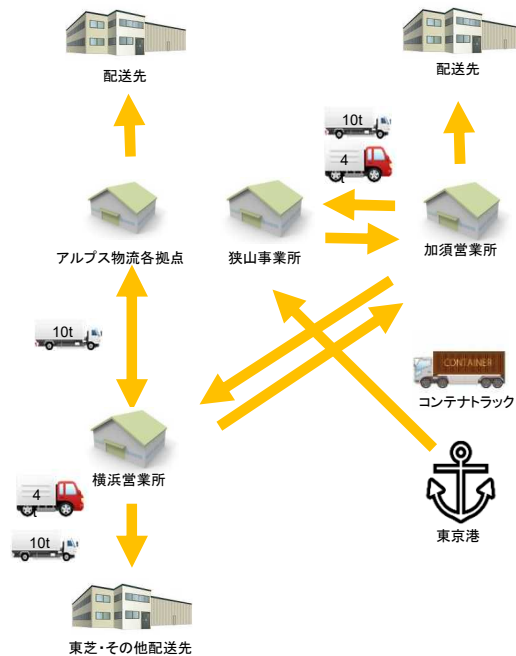 配送先
配送先
10t
4t
アルプス物流各拠点
狭山事業所
加須営業所
10t
CONTAINER
コンテナトラック
横浜営業所
4t
10t
東京港
東芝・その他配送先